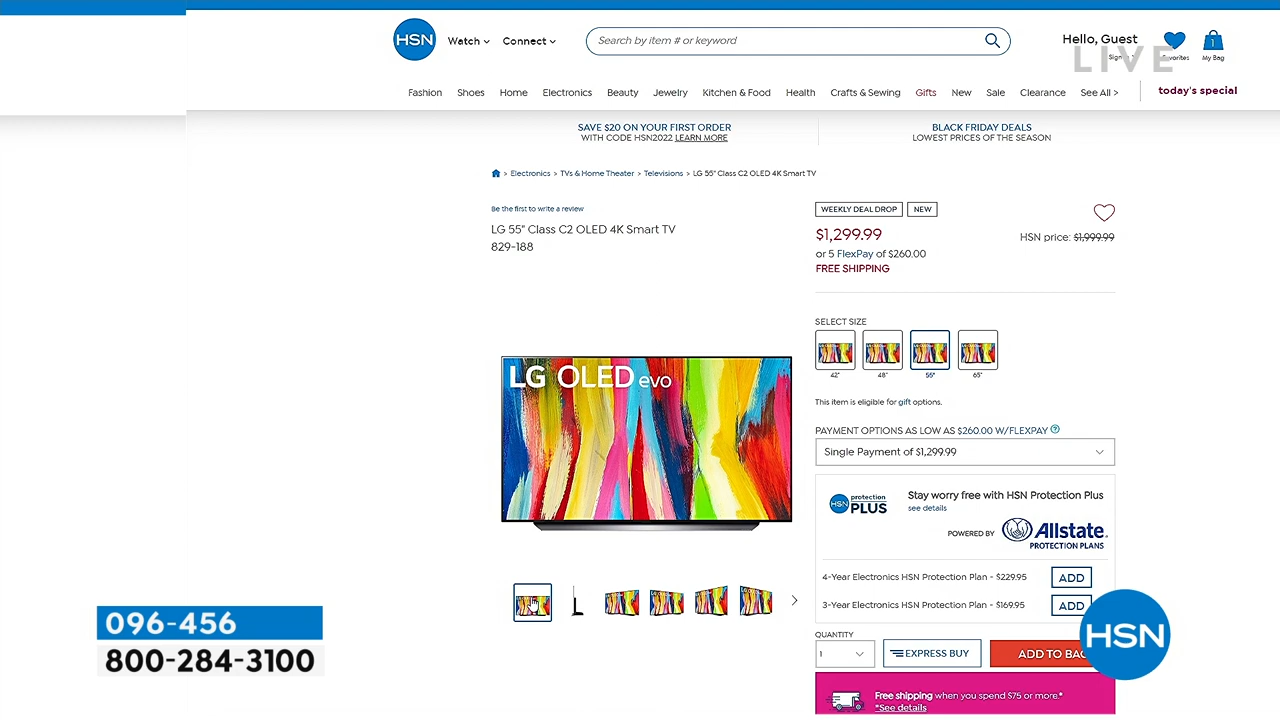 HSN
Watch
Connect
Search by item # or keyword
Hello, Guest
LIVE
My Bag
1
Fashion Shoes Home Electronics Beauty Jewelry Kitchen & Food Health Crafts & Sewing Gifts New Sale Clearance See All >
today's special
SAVE $20 ON YOUR FIRST ORDER
WITH CODE HSN2022 LEARN MORE
BLACK FRIDAY DEALS
LOWEST PRICES OF THE SEASON
> Electronics > TVs & Home Theater > Televisions > LG 55" Class C2 OLED 4K Smart TV
Be the first to write a review
LG 55" Class C2 OLED 4K Smart TV
829-188
WEEKLY DEAL DROP NEW
$1,299.99
HSN price: $1,999.99
or 5 FlexPay of $260.00
FREE SHIPPING
SELECT SIZE
42" 48" 55" 65"
This item is eligible for gift options.
LG OLED evo
PAYMENT OPTIONS AS LOW AS $260.00 W/FLEXPAY ?
Single Payment of $1,299.99
HSN protection PLUS
Stay worry free with HSN Protection Plus
see details
POWERED BY Allstate.
PROTECTION PLANS
4-Year Electronics HSN Protection Plan - $229.95 ADD
3-Year Electronics HSN Protection Plan - $169.95 ADD
QUANTITY
1
EXPRESS BUY
ADD TO BAG
HSN
Free shipping when you spend $75 or more.*
*See details
096-456
800-284-3100